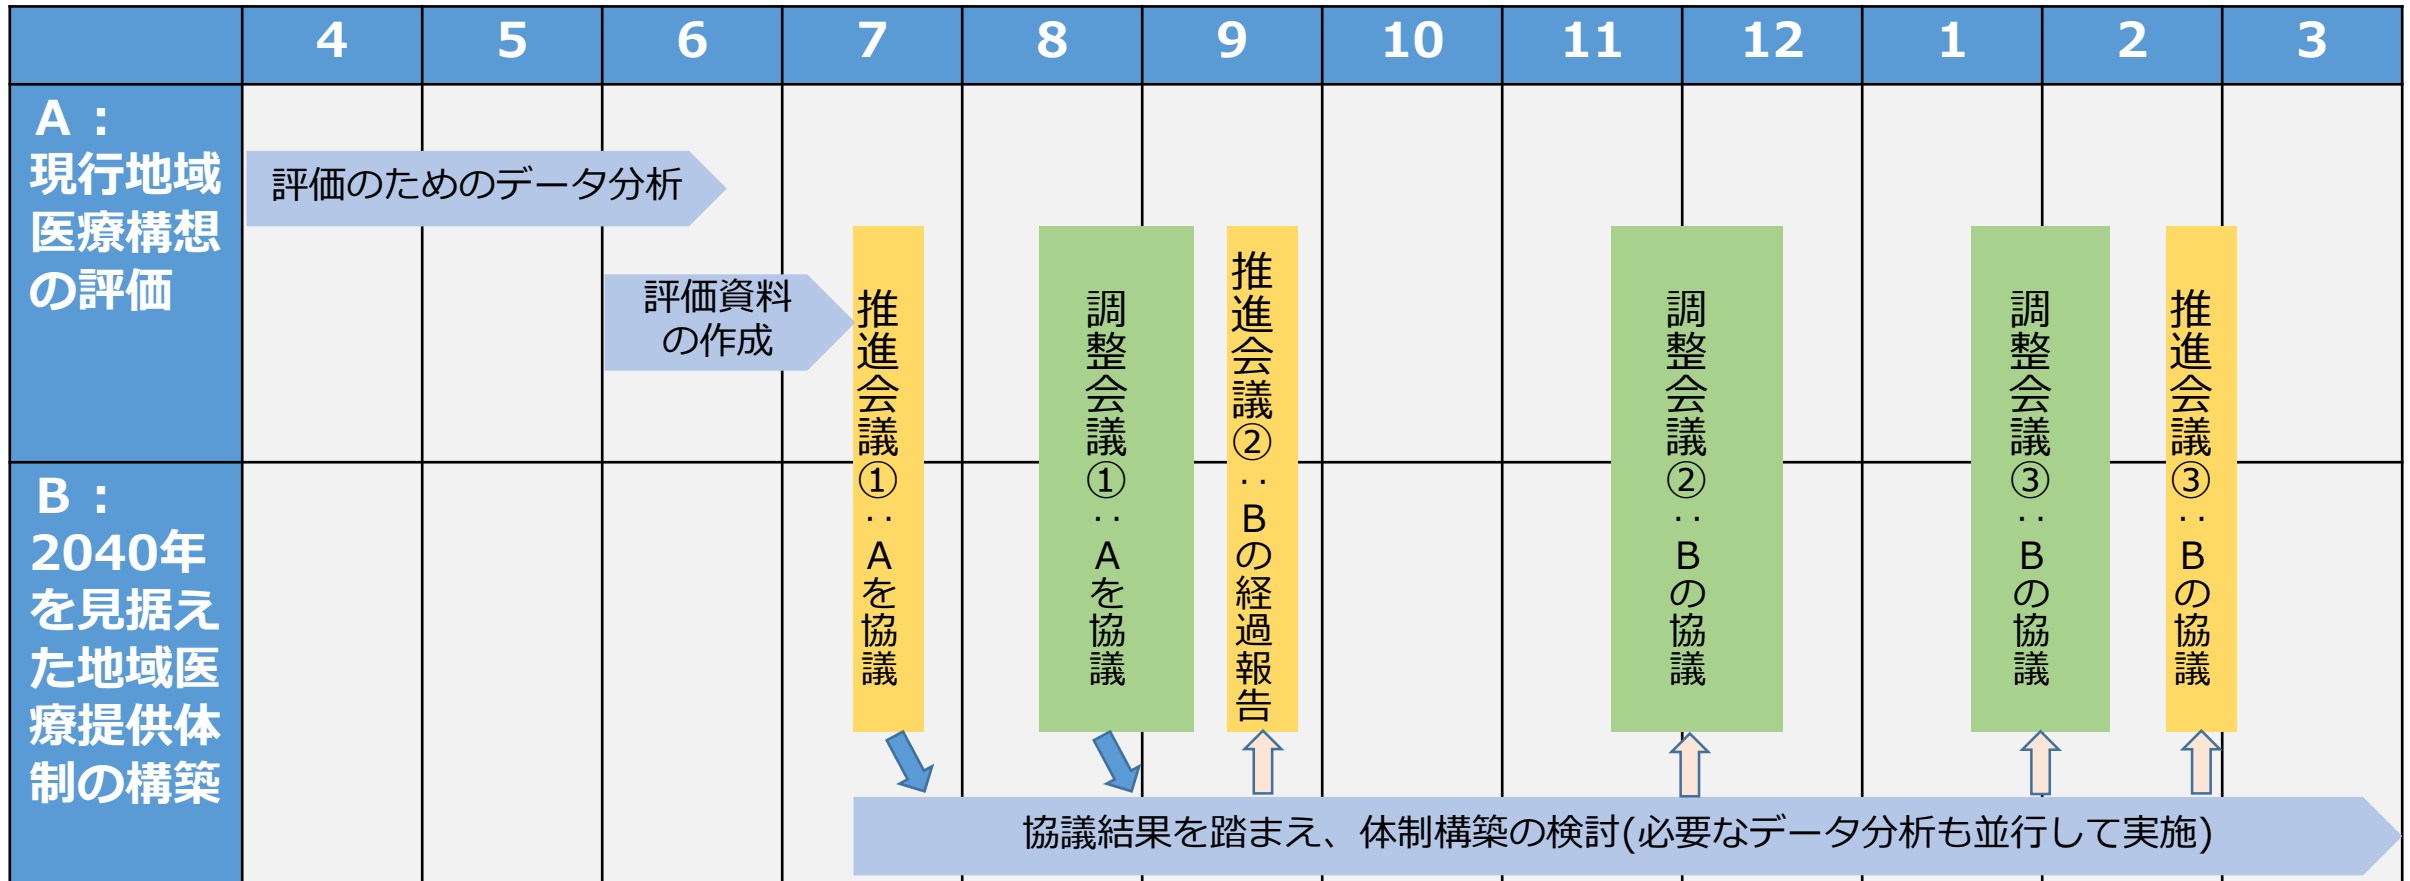 4 5 6 7 8 9 10 11 12 1 2 3
A：
現行地域
医療構想
の評価
評価のためのデータ分析
評価資料
の作成
推進会議①：Aを協議
調整会議①：Aを協議
推進会議②：Bの経過報告
調整会議②：Bの協議
調整会議③：Bの協議
推進会議③：Bの協議
B：
2040年
を見据え
た地域医
療提供体
制の構築
協議結果を踏まえ、体制構築の検討(必要なデータ分析も並行して実施)